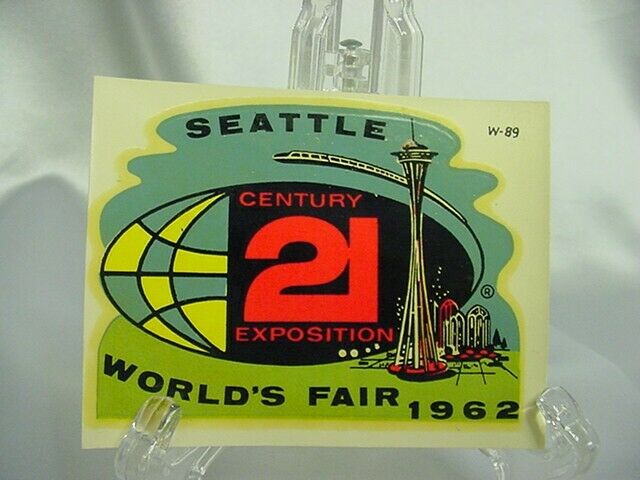 SEATTLE
W-89
CENTURY
21
EXPOSITION
®
WORLD'S FAIR 1962